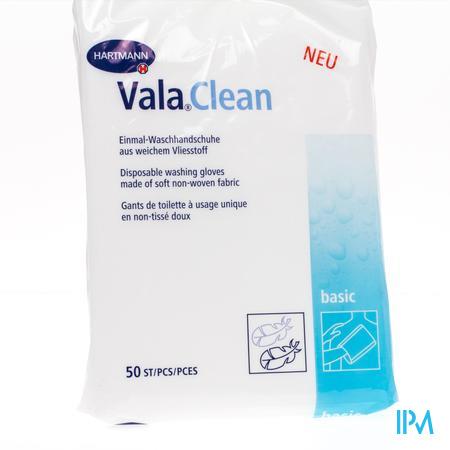 HARTMANN
NEU
Vala®Clean
Einmal-Waschhandschuhe
aus weichem Vliesstoff
Disposable washing gloves
made of soft non-woven fabric
Gants de toilette à usage unique
en non-tissé doux
basic
50 ST/PCS/PCES
basic
IPM